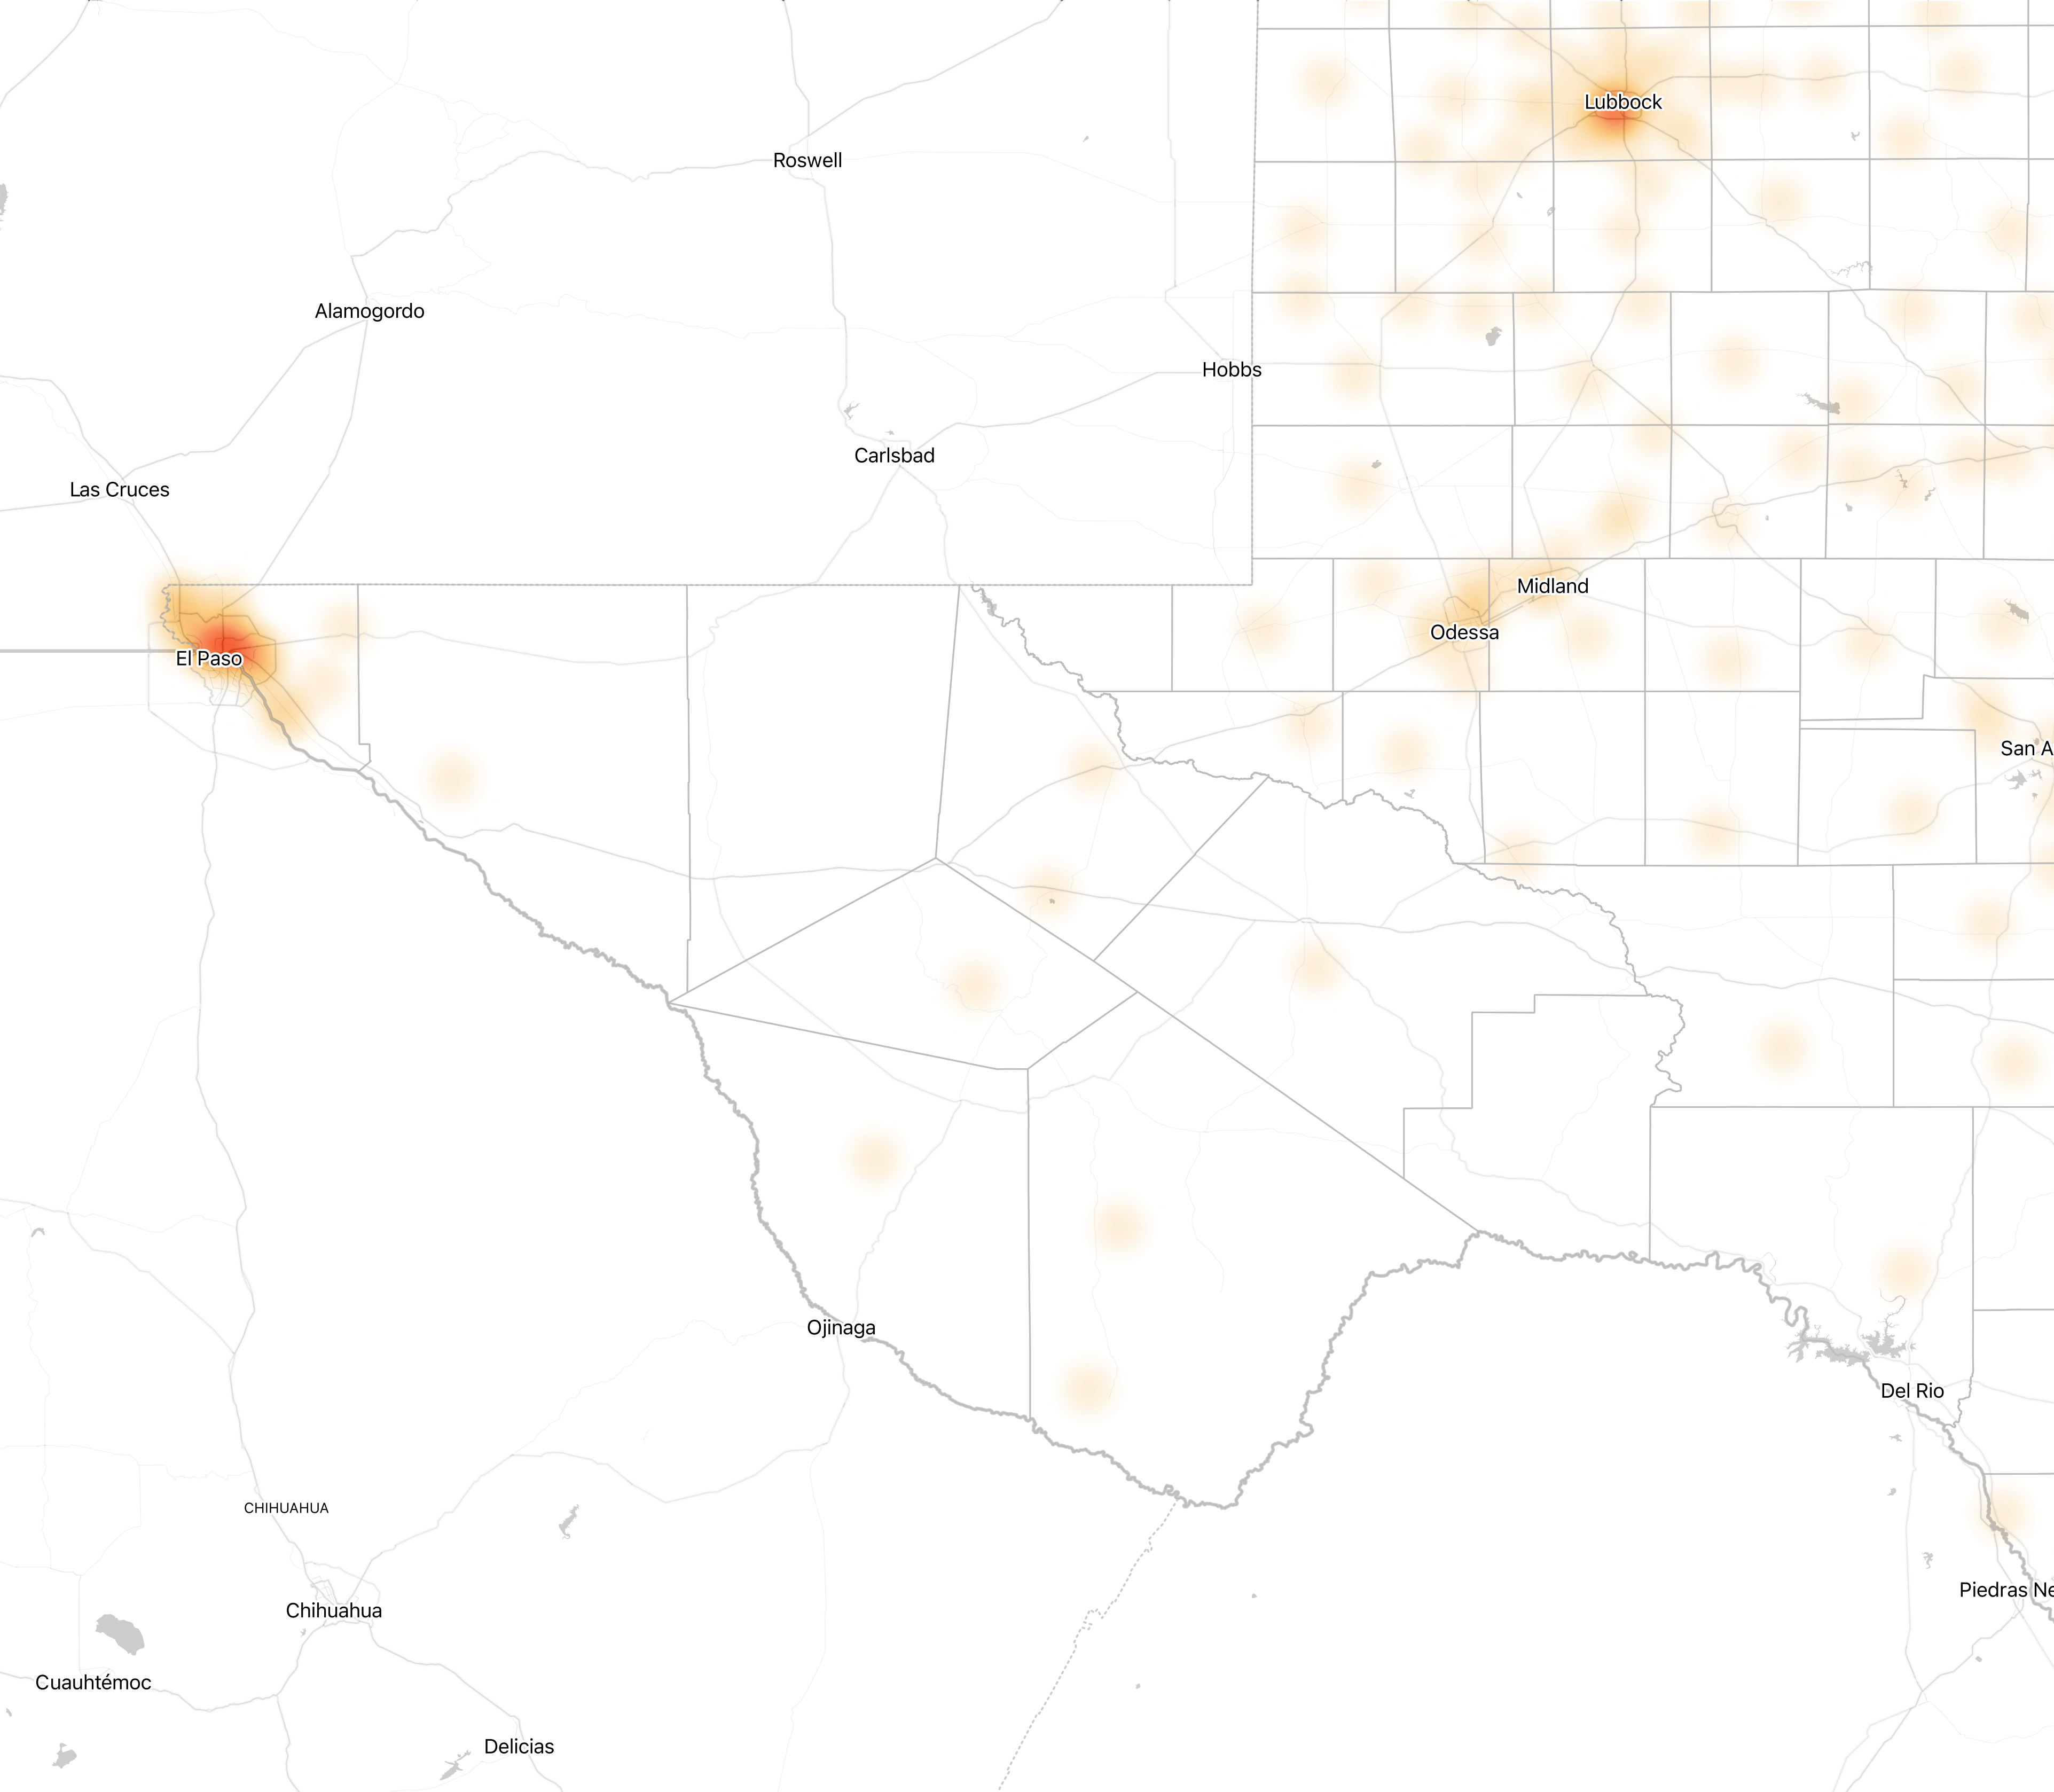 Lubbock
Roswell
Alamogordo
Hobbs
Carlsbad
Las Cruces
Midland
Odessa
El Paso
San A
Ojinaga
Del Rio
CHIHUAHUA
Piedras Ne
Chihuahua
Cuauhtémoc
Delicias